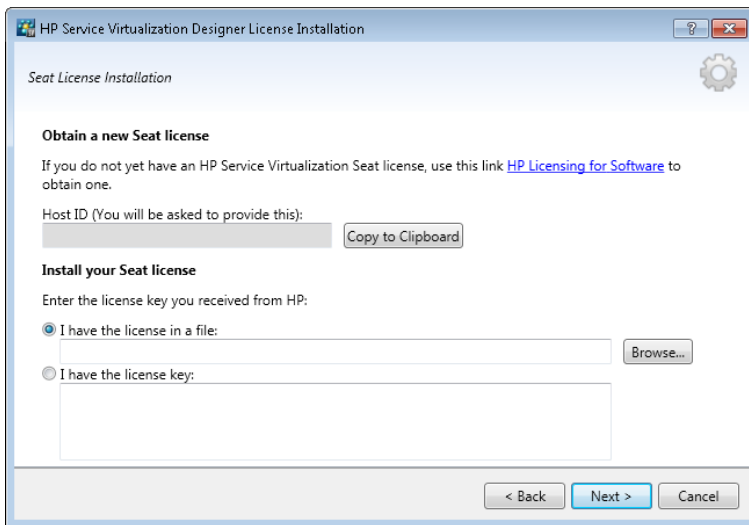 HP Service Virtualization Designer License Installation
Seat License Installation
Obtain a new Seat license
If you do not yet have an HP Service Virtualization Seat license, use this link HP Licensing for Software to
obtain one.
Host ID (You will be asked to provide this):
Copy to Clipboard
Install your Seat license
Enter the license key you received from HP:
I have the license in a file:
Browse...
I have the license key:
< Back Next > Cancel